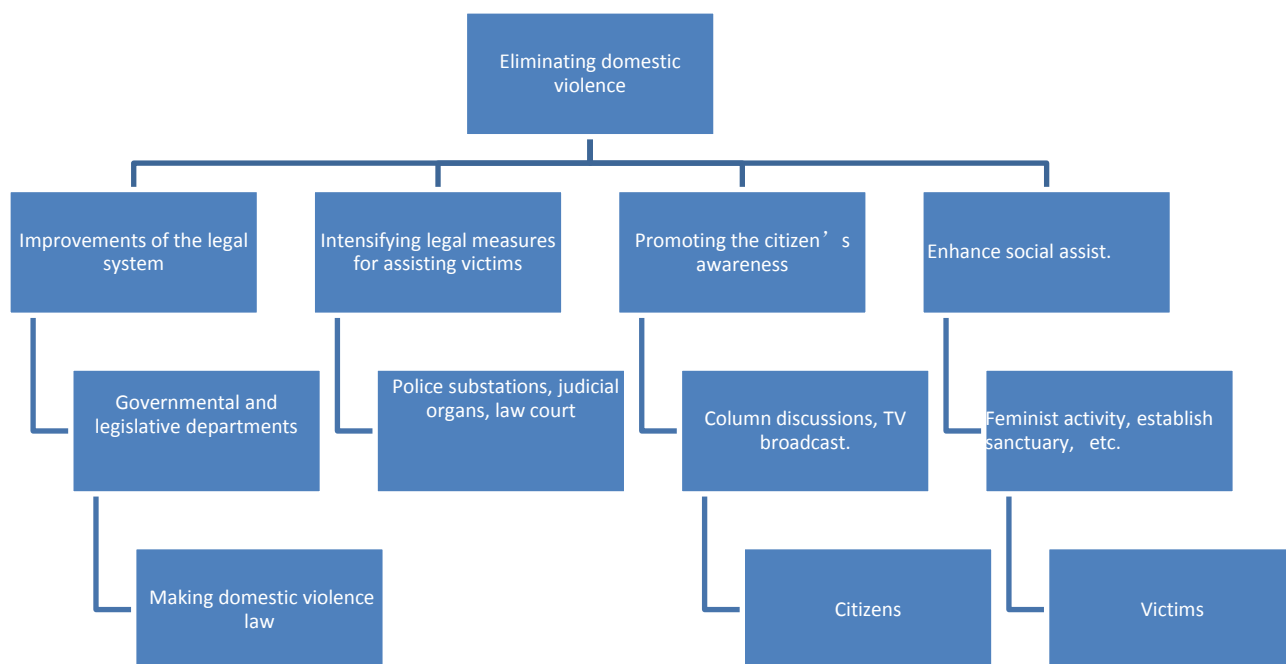 Eliminating domestic
violence
Improvements of the legal
system
Intensifying legal measures
for assisting victims
Promoting the citizen’s
awareness
Enhance social assist.
Governmental and
legislative departments
Police substations, judicial
organs, law court
Column discussions, TV
broadcast.
Feminist activity, establish
sanctuary, etc.
Making domestic violence
law
Citizens
Victims